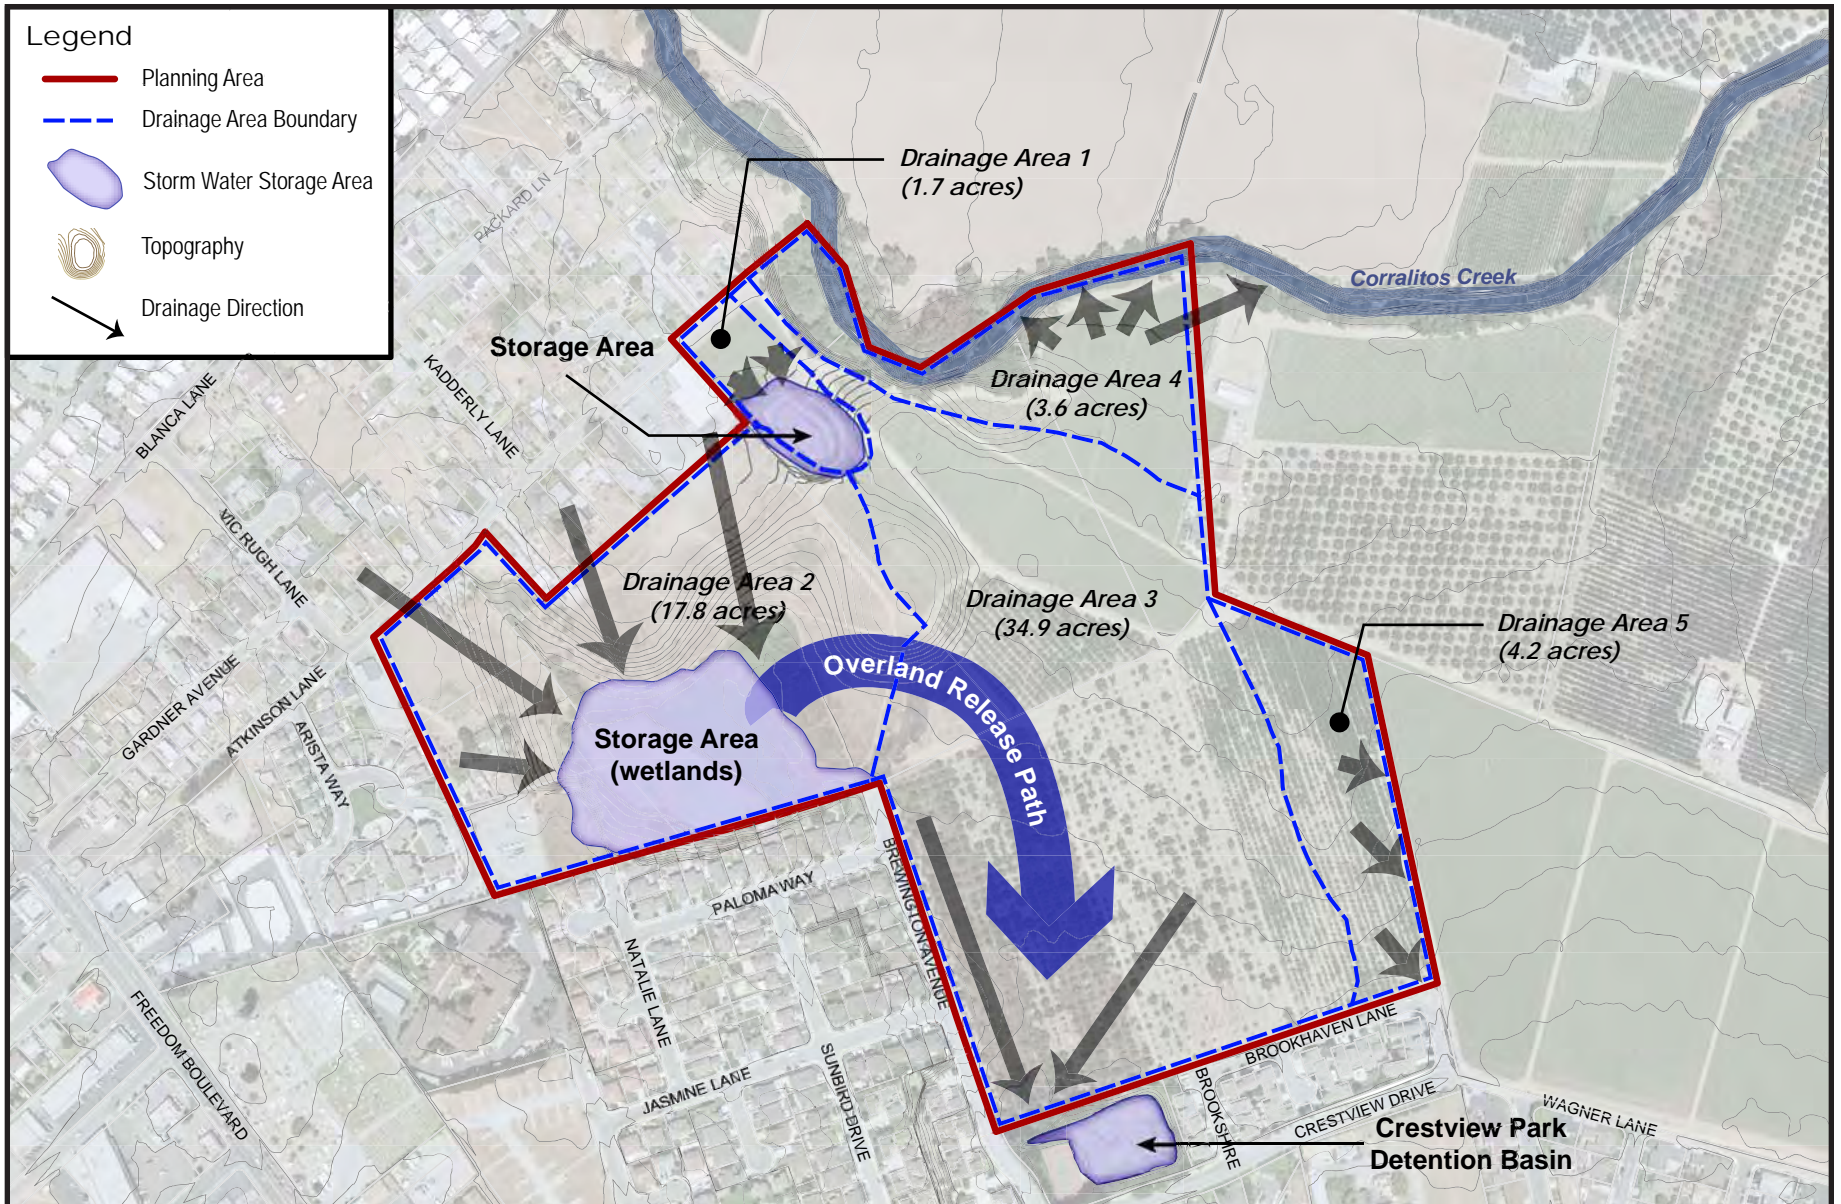 Legend
Planning Area
Drainage Area Boundary
Storm Water Storage Area
Topography
Drainage Direction
PACKARD LN
Drainage Area 1
(1.7 acres)
Corralitos Creek
Storage Area
KADDERLY LANE
BLANCA LANE
Drainage Area 4
(3.6 acres)
VIC RUGH LANE
Drainage Area 2
(17.8 acres)
Drainage Area 3
(34.9 acres)
Drainage Area 5
(4.2 acres)
Overland Release Path
GARDNER AVENUE
ATKINSON LANE
ARISTA WAY
Storage Area
(wetlands)
PALOMA WAY
BREWINGTON AVENUE
NATALIE LANE
FREEDOM BOULEVARD
JASMINE LANE
SUNBIRD DRIVE
BROOKHAVEN LANE
BROOKSHIRE
CRESTVIEW DRIVE
WAGNER LANE
Crestview Park
Detention Basin